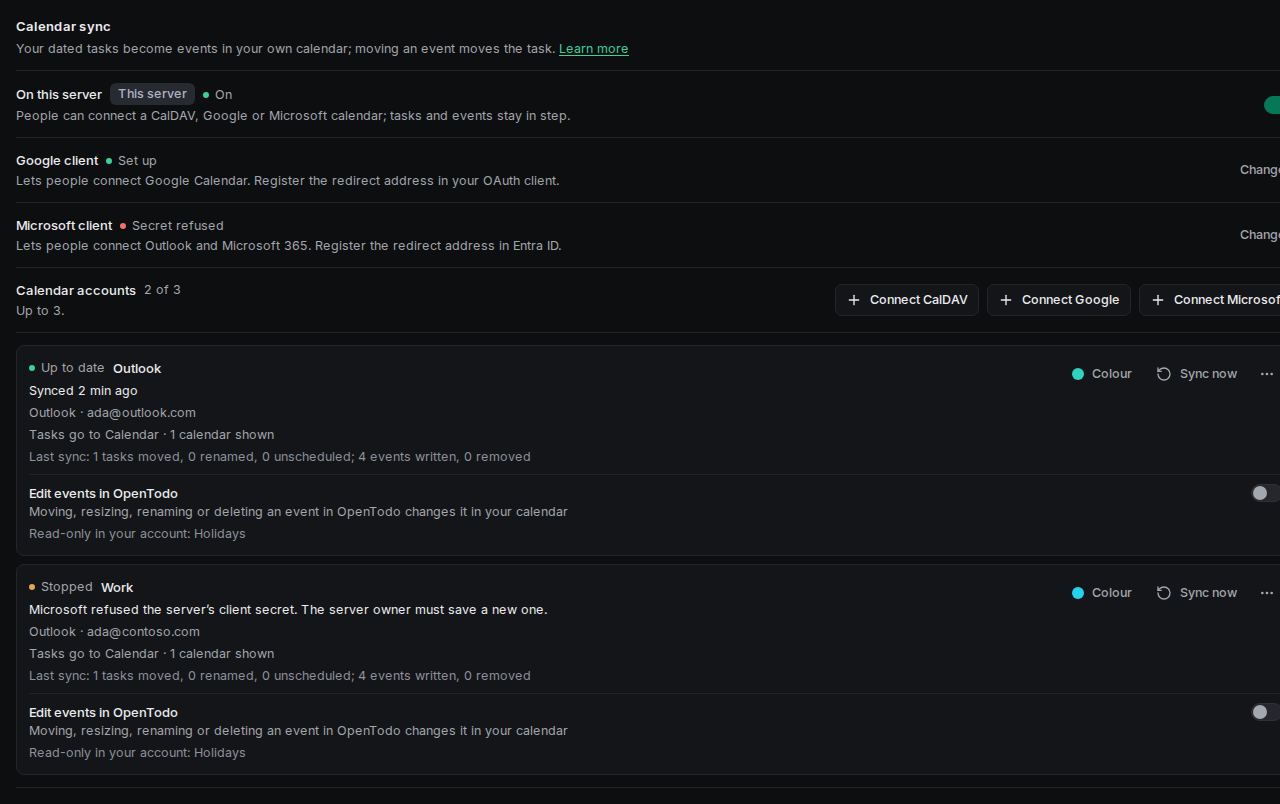 Calendar sync
Your dated tasks become events in your own calendar; moving an event moves the task. Learn more
On this server This server On
People can connect a CalDAV, Google or Microsoft calendar; tasks and events stay in step.
Google client Set up
Lets people connect Google Calendar. Register the redirect address in your OAuth client.
Change
Microsoft client Secret refused
Lets people connect Outlook and Microsoft 365. Register the redirect address in Entra ID.
Change
Calendar accounts 2 of 3
Up to 3.
Connect CalDAV Connect Google Connect Microsof
Up to date Outlook
Colour Sync now
Synced 2 min ago
Outlook · ada@outlook.com
Tasks go to Calendar · 1 calendar shown
Last sync: 1 tasks moved, 0 renamed, 0 unscheduled; 4 events written, 0 removed
Edit events in OpenTodo
Moving, resizing, renaming or deleting an event in OpenTodo changes it in your calendar
Read-only in your account: Holidays
Stopped Work
Colour Sync now
Microsoft refused the server’s client secret. The server owner must save a new one.
Outlook · ada@contoso.com
Tasks go to Calendar · 1 calendar shown
Last sync: 1 tasks moved, 0 renamed, 0 unscheduled; 4 events written, 0 removed
Edit events in OpenTodo
Moving, resizing, renaming or deleting an event in OpenTodo changes it in your calendar
Read-only in your account: Holidays